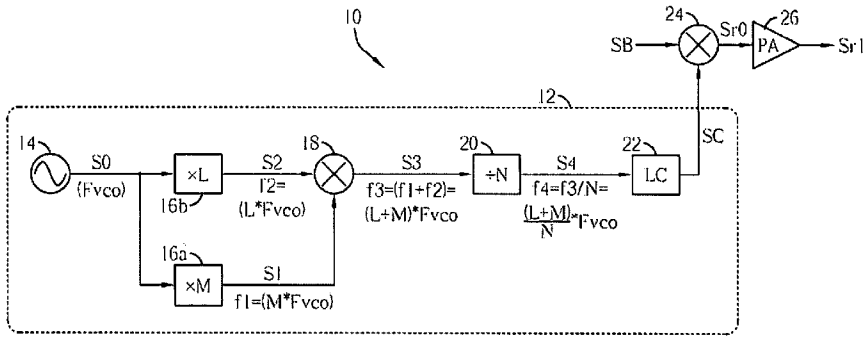 10
24
26
SB
Sr0
PA
Sr1
12
SC
14
S0
(Fvco)
×L
16b
S2
f2=
(L*Fvco)
18
S3
f3=(f1+f2)=
(L+M)*Fvco
20
÷N
S4
f4=f3/N=
(L+M)
N
*Fvco
22
LC
16a
×M
S1
f1=(M*Fvco)